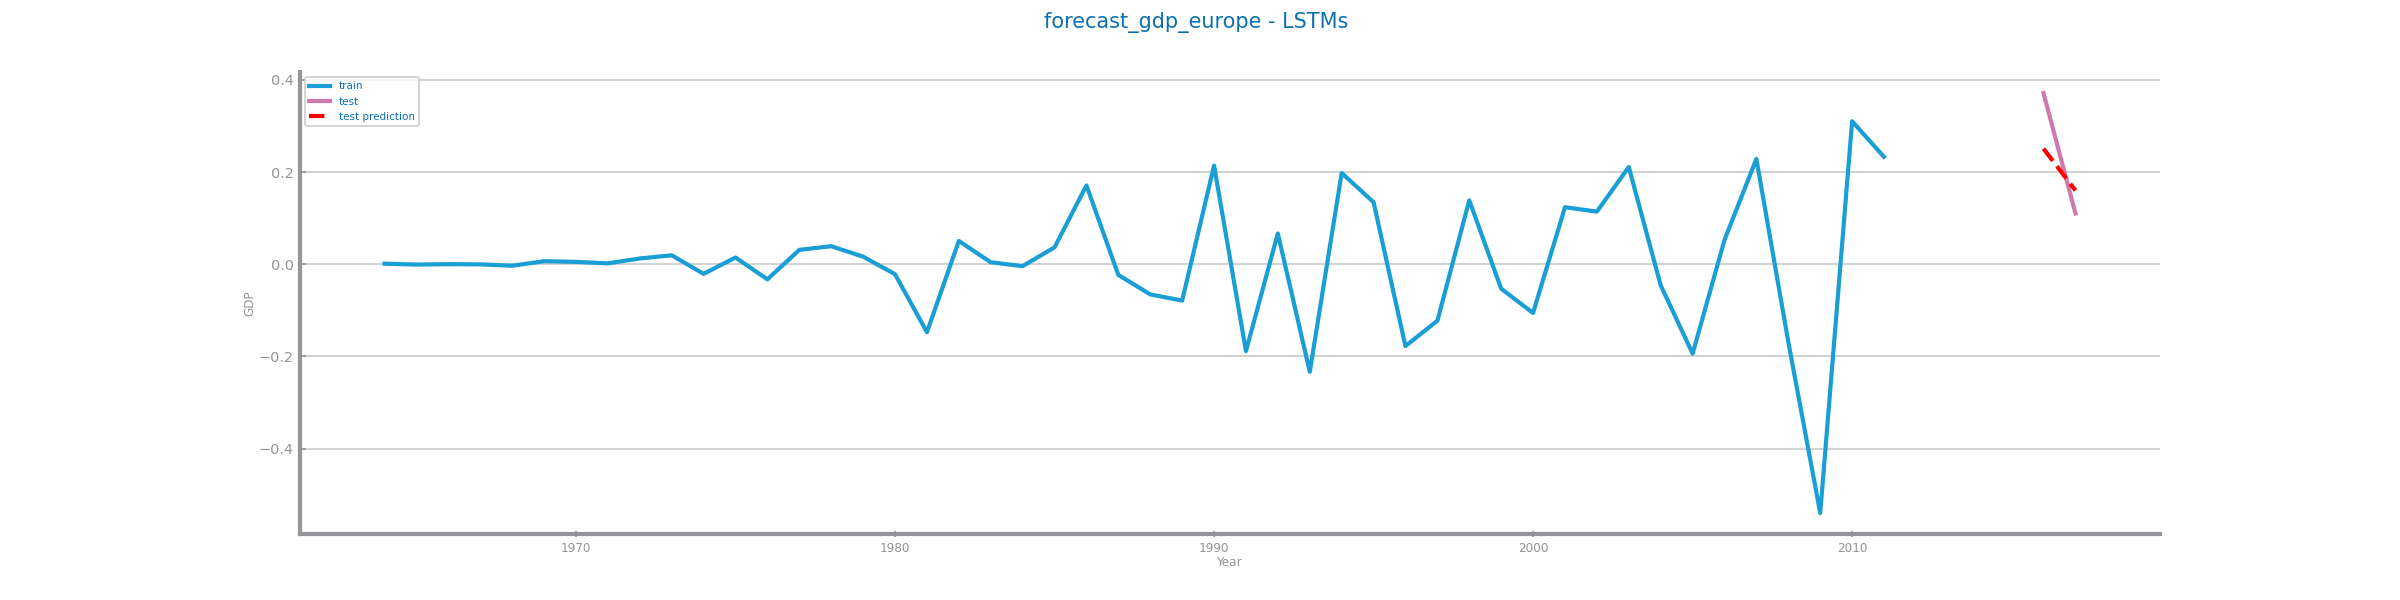 forecast_gdp_europe - LSTMs
train
test
test prediction
0.4
0.2
0.0
−0.2
−0.4
GDP
1970
1980
1990
2000
2010
Year